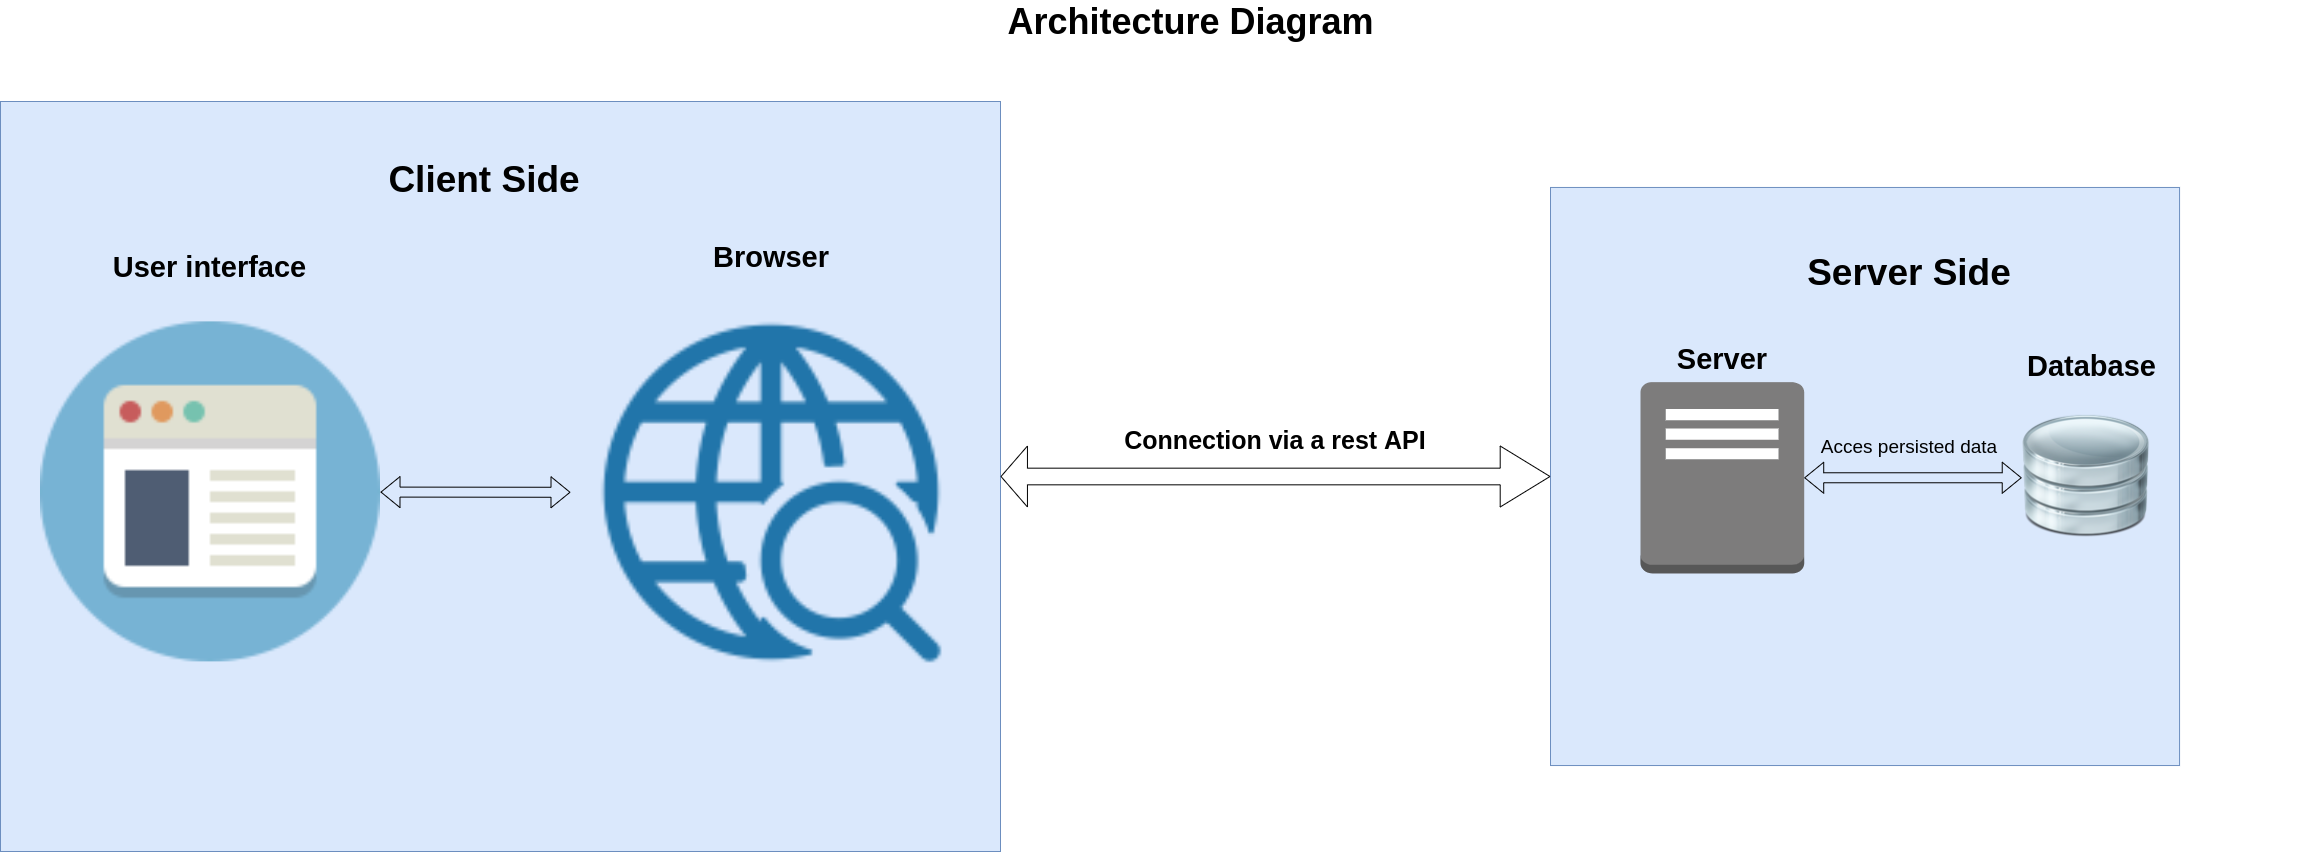 Architecture Diagram
Client Side
User interface
Browser
Connection via a rest API
Server Side
Server
Database
Acces persisted data